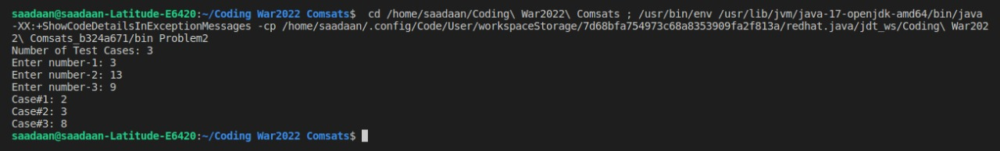 saadaan@saadaan-Latitude-E6420:~/Coding War2022 Comsats$  cd /home/saadaan/Coding\ War2022\ Comsats ; /usr/bin/env /usr/lib/jvm/java-17-openjdk-amd64/bin/java
-XX:+ShowCodeDetailsInExceptionMessages -cp /home/saadaan/.config/Code/User/workspaceStorage/7d68bfa754973c68a8353909fa2f813a/redhat.java/jdt_ws/Coding\ War202
2\ Comsats_b324a671/bin Problem2
Number of Test Cases: 3
Enter number-1: 3
Enter number-2: 13
Enter number-3: 9
Case#1: 2
Case#2: 3
Case#3: 8
saadaan@saadaan-Latitude-E6420:~/Coding War2022 Comsats$